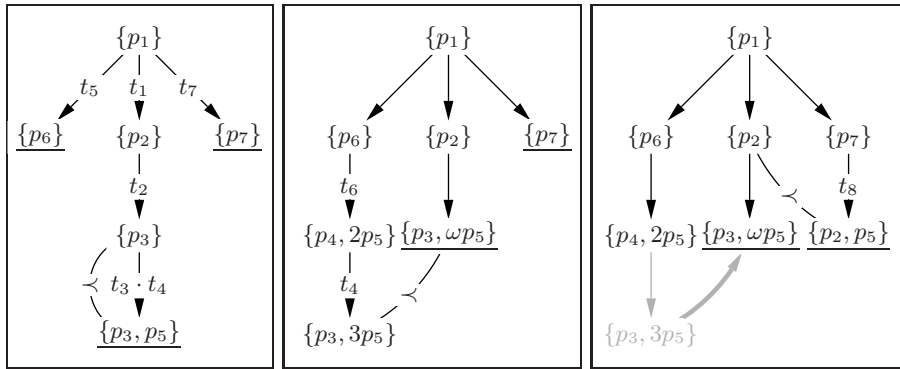 {p1}
t5 t1 t7
{p6} {p2} {p7}
t2
{p3}
≺ t3 · t4
{p3, p5}
{p1}
{p6} {p2} {p7}
t6
{p4, 2p5} {p3, ωp5}
t4 ≺
{p3, 3p5}
{p1}
{p6} {p2} {p7}
≺ t8
{p4, 2p5} {p3, ωp5} {p2, p5}
{p3, 3p5}